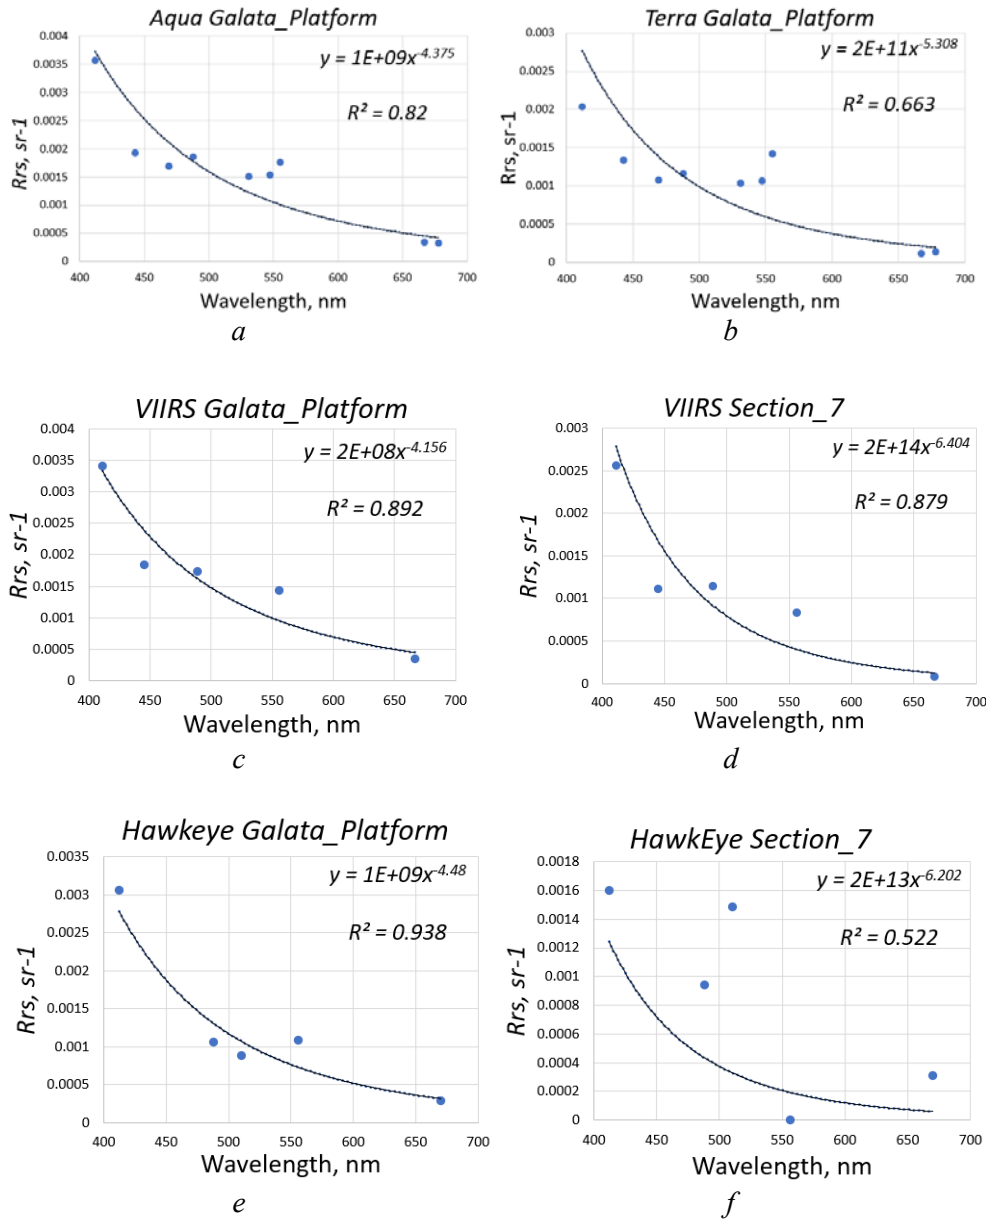 Aqua Galata_Platform
y = 1E+09x^-4.375
R² = 0.82
Rrs, sr-1
0.004
0.0035
0.003
0.0025
0.002
0.0015
0.001
0.0005
0
400 450 500 550 600 650 700
Wavelength, nm
a
Terra Galata_Platform
y = 2E+11x^-5.308
R² = 0.663
Rrs, sr-1
0.003
0.0025
0.002
0.0015
0.001
0.0005
0
400 450 500 550 600 650 700
Wavelength, nm
b
VIIRS Galata_Platform
y = 2E+08x^-4.156
R² = 0.892
Rrs, sr-1
0.004
0.0035
0.003
0.0025
0.002
0.0015
0.001
0.0005
0
400 450 500 550 600 650 700
Wavelength, nm
c
VIIRS Section_7
y = 2E+14x^-6.404
R² = 0.879
Rrs, sr-1
0.003
0.0025
0.002
0.0015
0.001
0.0005
0
400 450 500 550 600 650 700
Wavelength, nm
d
Hawkeye Galata_Platform
y = 1E+09x^-4.48
R² = 0.938
Rrs, sr-1
0.0035
0.003
0.0025
0.002
0.0015
0.001
0.0005
0
400 450 500 550 600 650 700
Wavelength, nm
e
HawkEye Section_7
y = 2E+13x^-6.202
R² = 0.522
Rrs, sr-1
0.0018
0.0016
0.0014
0.0012
0.001
0.0008
0.0006
0.0004
0.0002
0
400 450 500 550 600 650 700
Wavelength, nm
f